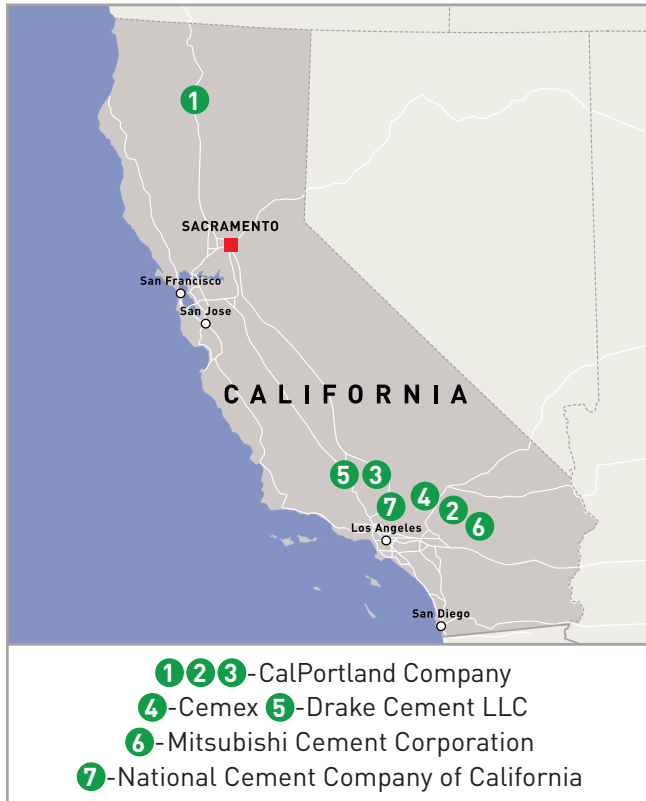 1
SACRAMENTO
San Francisco
San Jose
CALIFORNIA
5 3
4
7
2
6
Los Angeles
San Diego
1 2 3-CalPortland Company
4-Cemex 5-Drake Cement LLC
6-Mitsubishi Cement Corporation
7-National Cement Company of California